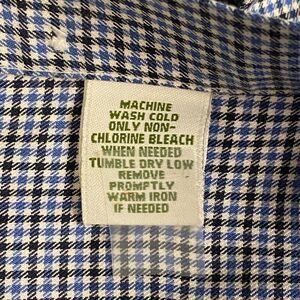 MACHINE
WASH COLD
ONLY NON-
CHLORINE BLEACH
WHEN NEEDED
TUMBLE DRY LOW
REMOVE
PROMPTLY
WARM IRON
IF NEEDED